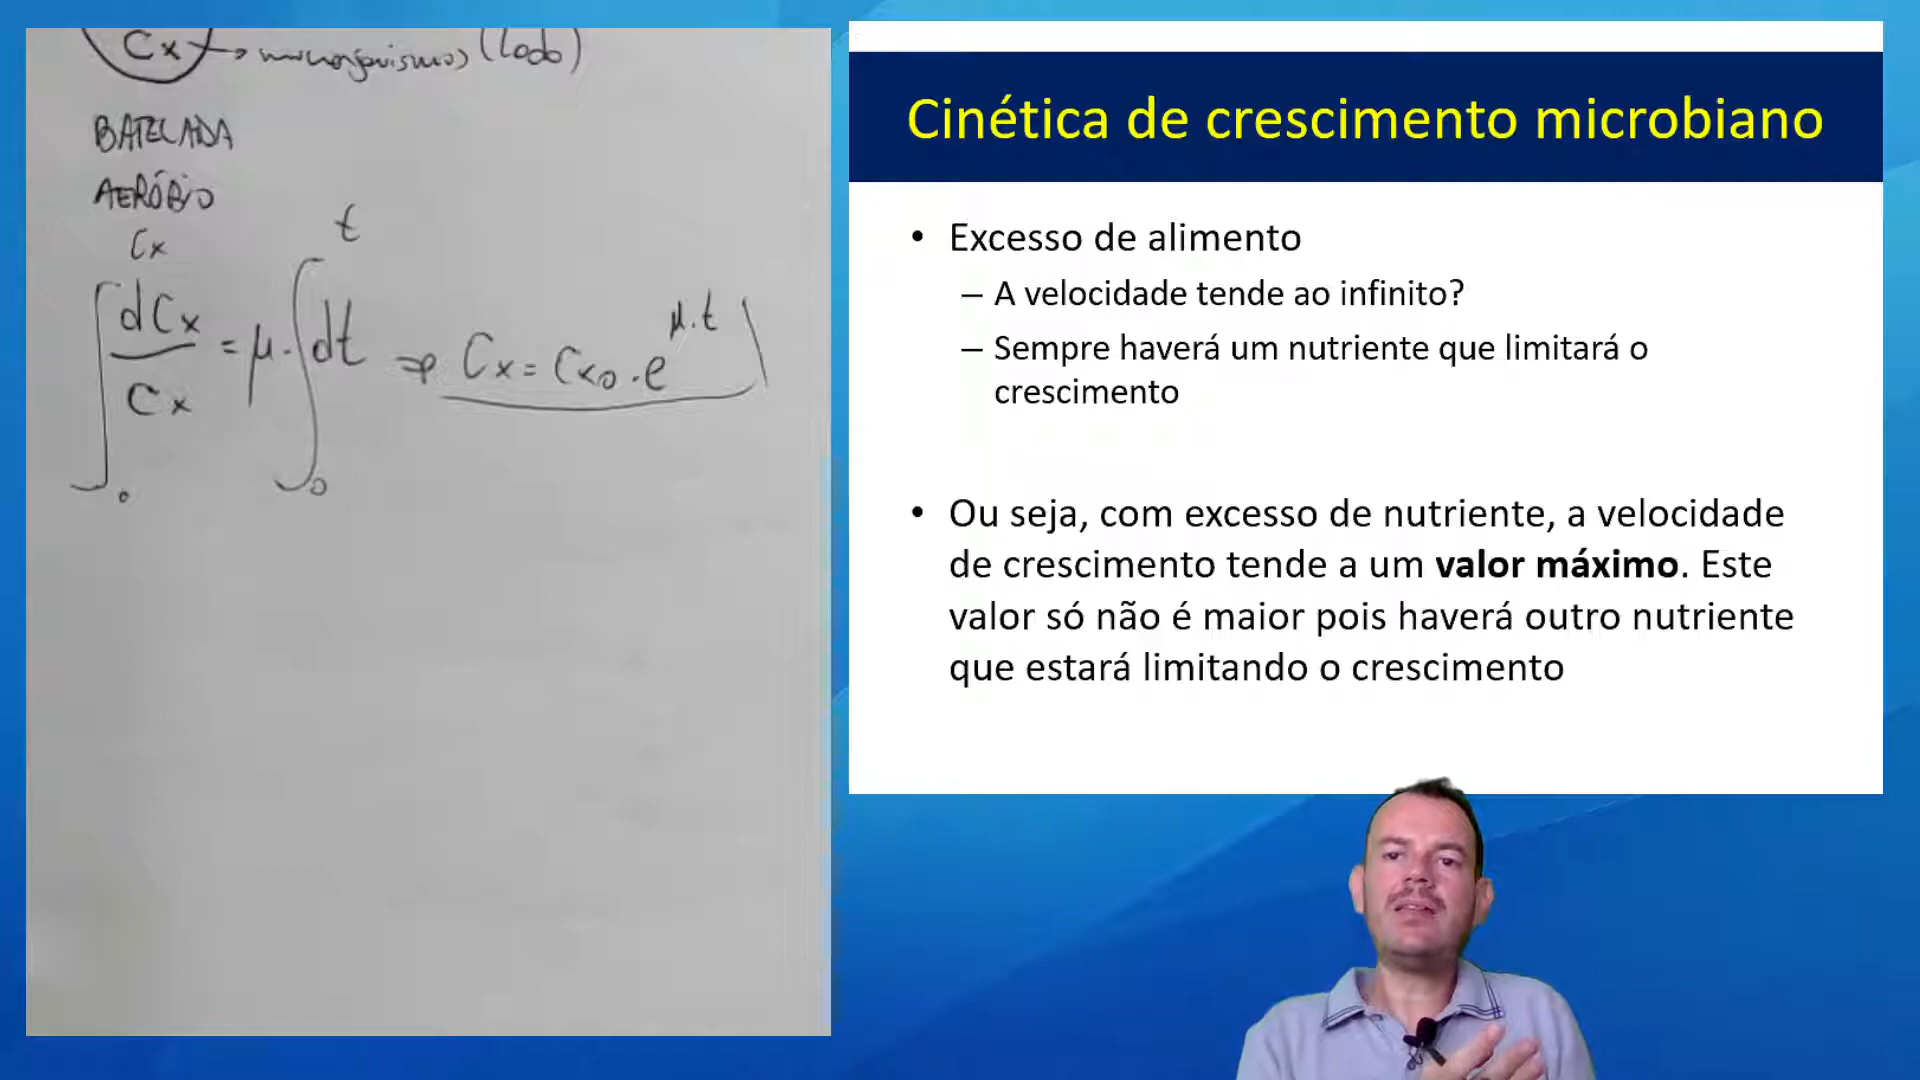 Cx → microrganismos (Lodo)
BATELADA
AERÓBIO
Cx t
∫ dCx/Cx = μ.∫dt ⇒ Cx = Cx0.e^μ.t
0 0
Cinética de crescimento microbiano
• Excesso de alimento
– A velocidade tende ao infinito?
– Sempre haverá um nutriente que limitará o
crescimento
• Ou seja, com excesso de nutriente, a velocidade
de crescimento tende a um valor máximo. Este
valor só não é maior pois haverá outro nutriente
que estará limitando o crescimento